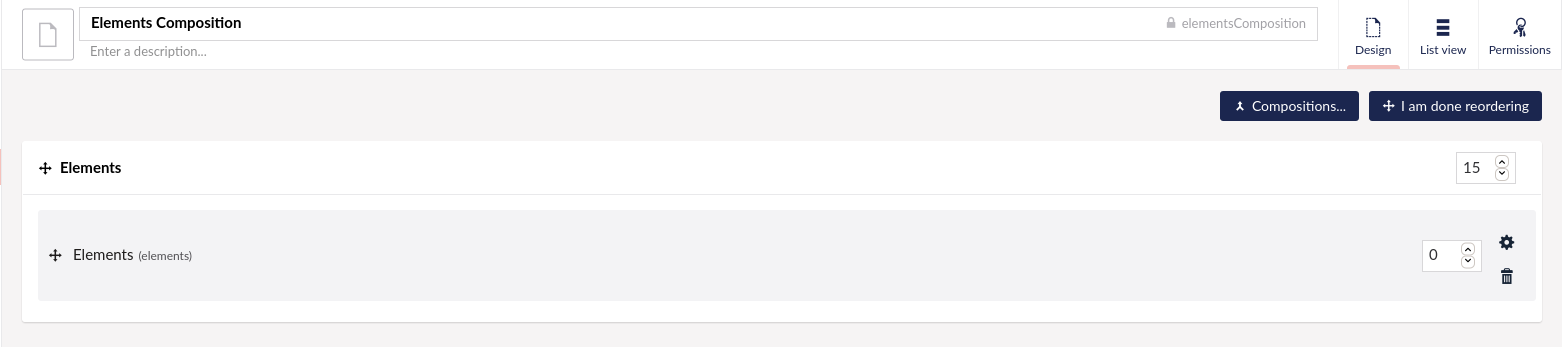 Elements Composition
elementsComposition
Enter a description...
Design
List view
Permissions
Compositions...
I am done reordering
Elements
15
Elements (elements)
0